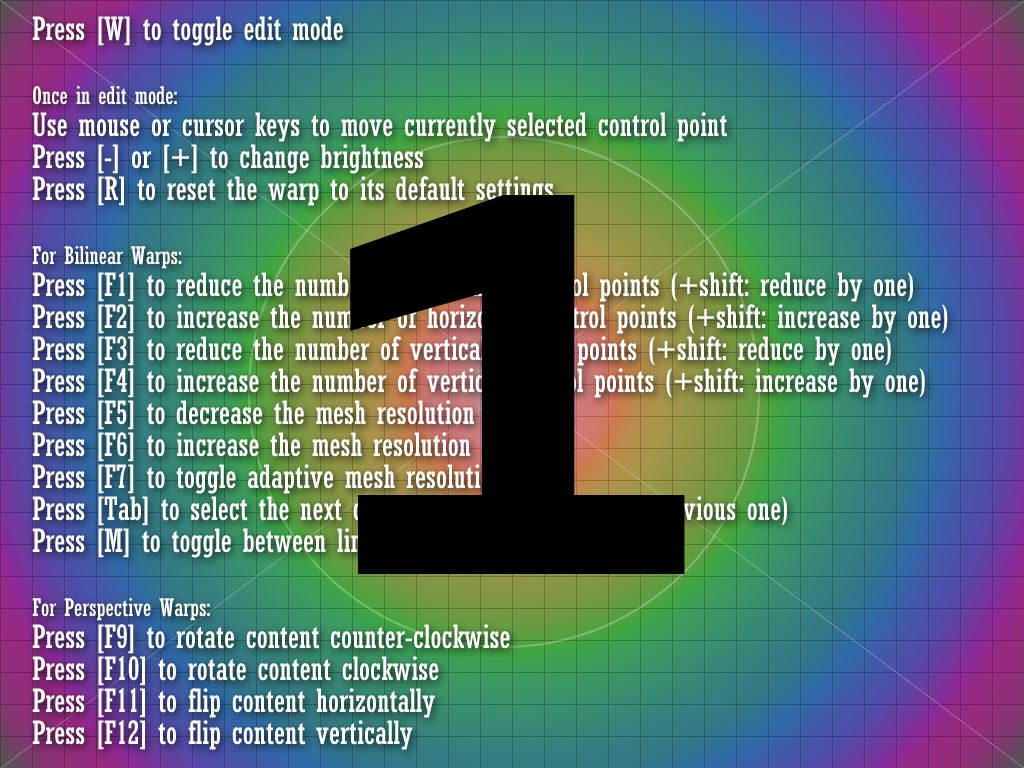 Press [W] to toggle edit mode
Once in edit mode:
Use mouse or cursor keys to move currently selected control point
Press [-] or [+] to change brightness
Press [R] to reset the warp to its default settings
For Bilinear Warps:
Press [F1] to reduce the points (+shift: reduce by one)
Press [F2] to increase the number of points (+shift: increase by one)
Press [F3] to reduce the number of points (+shift: reduce by one)
Press [F4] to increase the number of points (+shift: increase by one)
Press [F5] to decrease the mesh resolution
Press [F6] to increase the mesh resolution
Press [F7] to toggle adaptive mesh
Press [Tab] to select the next one)
Press [M] to toggle between
1
For Perspective Warps:
Press [F9] to rotate content counter-clockwise
Press [F10] to rotate content clockwise
Press [F11] to flip content horizontally
Press [F12] to flip content vertically